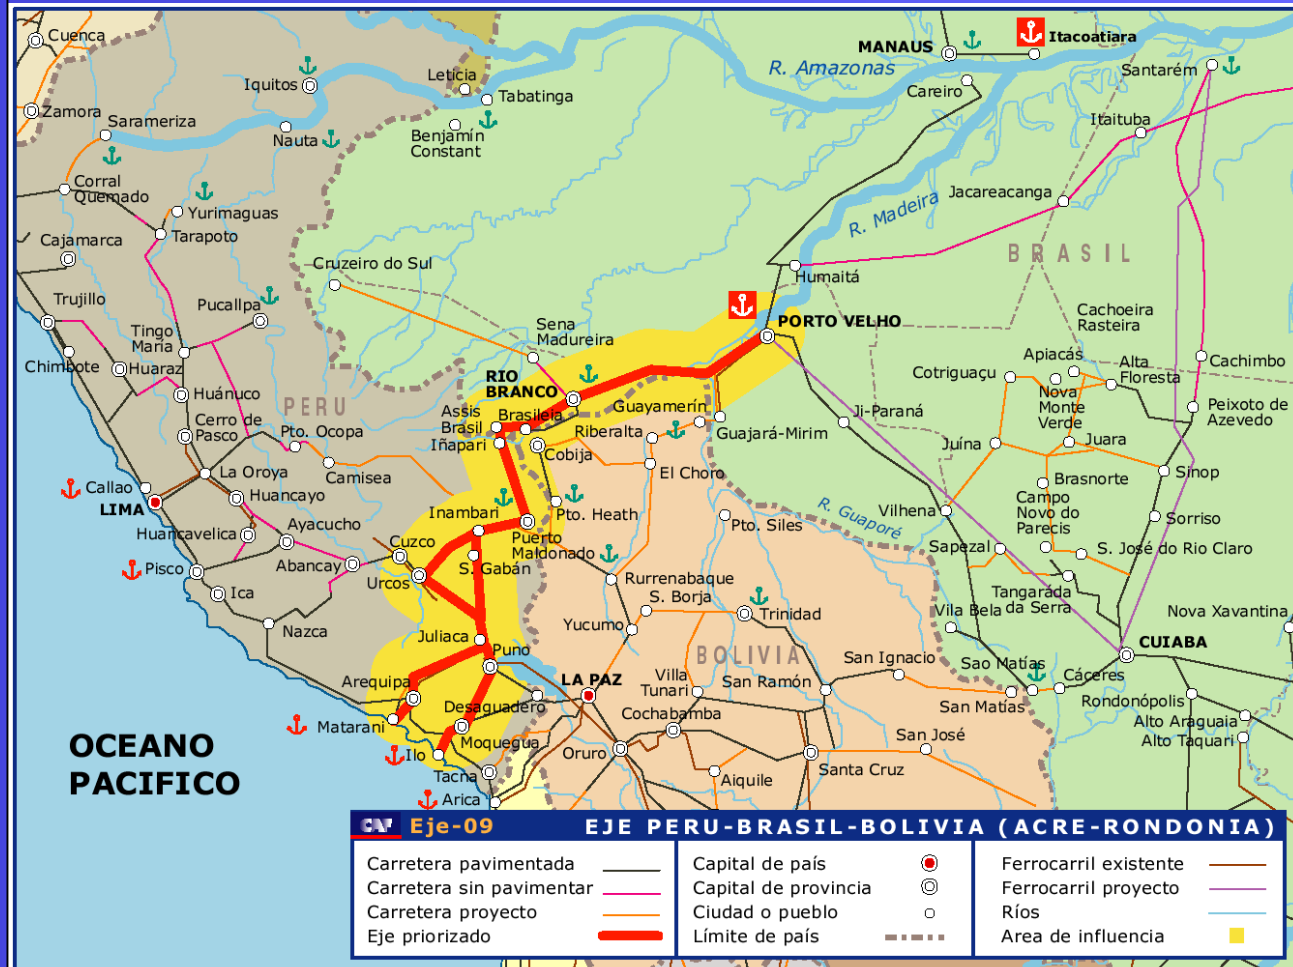 Cuenca
Zamora
Sarameriza
Iquitos
Nauta
Leticia
Tabatinga
Benjamín
Constant
MANAUS
Itacoatiara
R. Amazonas
Careiro
Santarém
Itaituba
Jacareacanga
R. Madeira
BRASIL
Humaitá
Corral
Quemado
Yurimaguas
Tarapoto
Cajamarca
Trujillo
Pucallpa
Cruzeiro do Sul
Tingo
María
Chimbote
Huaraz
Huánuco
PERU
Cerro de
Pasco
Pto. Ocopa
Sena
Madureira
PORTO VELHO
RIO
BRANCO
Assis
Brasil
Brasileia
Iñapari
Cobija
Guayamerín
Riberalta
Guajará-Mirim
El Choro
Ji-Paraná
Cachoeira
Rasteira
Apiacás
Cotriguaçu
Alta
Floresta
Nova
Monte
Verde
Cachimbo
Peixoto de
Azevedo
Juína
Juara
Sinop
Brasnorte
Campo
Novo do
Parecis
Sorriso
Vilhena
R. Guaporé
Sapezal
S. José do Rio Claro
Tangaráda
da Serra
Vila Bela
Nova Xavantina
CUIABA
La Oroya
Camisea
Callao
LIMA
Huancayo
Huancavelica
Ayacucho
Pisco
Ica
Abancay
Nazca
Cuzco
Urcos
Inambari
Puerto
Maldonado
S. Gabán
Pto. Heath
Pto. Siles
Rurrenabaque
S. Borja
Trinidad
Yucumo
Juliaca
Puno
BOLIVIA
San Ignacio
Sao Matías
Cáceres
San Matías
Rondonópolis
Alto Araguaia
Alto Taquari
Arequipa
Matarani
Desaguadero
LA PAZ
Villa
Tunari
San Ramón
Cochabamba
Moquegua
Ilo
Tacna
Arica
Oruro
Aiquile
Santa Cruz
San José
OCEANO
PACIFICO
CAF Eje-09 EJE PERU-BRASIL-BOLIVIA (ACRE-RONDONIA)
Carretera pavimentada
Carretera sin pavimentar
Carretera proyecto
Eje priorizado
Capital de país
Capital de provincia
Ciudad o pueblo
Límite de país
Ferrocarril existente
Ferrocarril proyecto
Ríos
Area de influencia